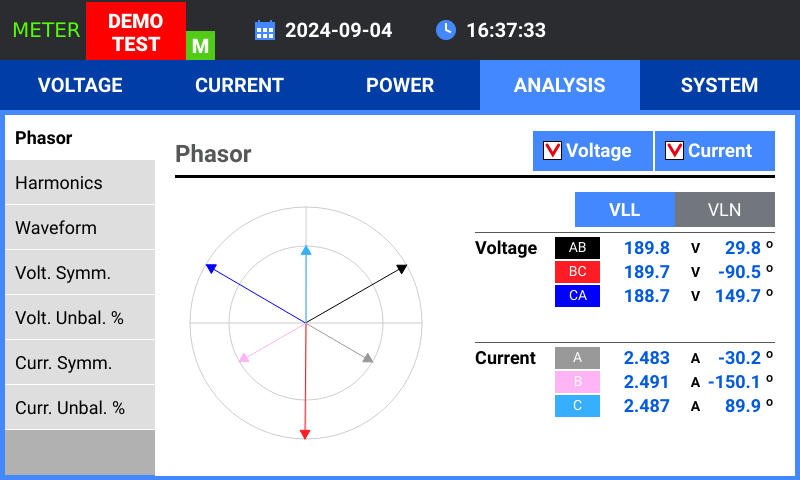 METER
DEMO
TEST
M
2024-09-04
16:37:33
VOLTAGE
CURRENT
POWER
ANALYSIS
SYSTEM
Phasor
Harmonics
Waveform
Volt. Symm.
Volt. Unbal. %
Curr. Symm.
Curr. Unbal. %
Phasor
Voltage
Current
VLL
VLN
Voltage AB 189.8 V 29.8 º
BC 189.7 V -90.5 º
CA 188.7 V 149.7 º
Current A 2.483 A -30.2 º
B 2.491 A -150.1 º
C 2.487 A 89.9 º